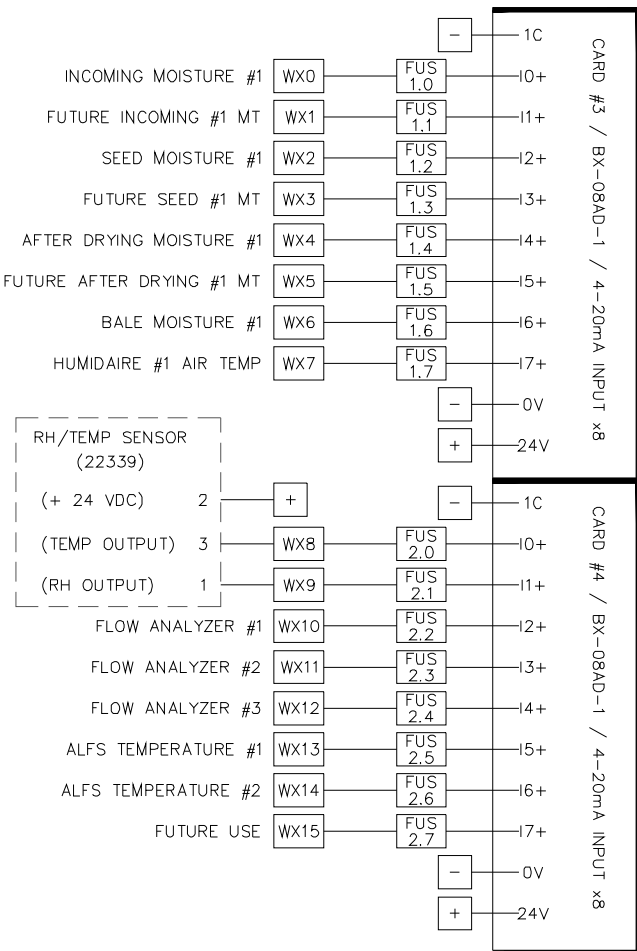 − 1C
INCOMING MOISTURE #1 WX0 FUS 1.0 I0+
FUTURE INCOMING #1 MT WX1 FUS 1.1 I1+
SEED MOISTURE #1 WX2 FUS 1.2 I2+
FUTURE SEED #1 MT WX3 FUS 1.3 I3+
AFTER DRYING MOISTURE #1 WX4 FUS 1.4 I4+
FUTURE AFTER DRYING #1 MT WX5 FUS 1.5 I5+
BALE MOISTURE #1 WX6 FUS 1.6 I6+
HUMIDAIRE #1 AIR TEMP WX7 FUS 1.7 I7+
− 0V
+ 24V
CARD #3 / BX-08AD-1 / 4-20mA INPUT x8
RH/TEMP SENSOR
(22339)
(+ 24 VDC) 2 + − 1C
(TEMP OUTPUT) 3 WX8 FUS 2.0 I0+
(RH OUTPUT) 1 WX9 FUS 2.1 I1+
FLOW ANALYZER #1 WX10 FUS 2.2 I2+
FLOW ANALYZER #2 WX11 FUS 2.3 I3+
FLOW ANALYZER #3 WX12 FUS 2.4 I4+
ALFS TEMPERATURE #1 WX13 FUS 2.5 I5+
ALFS TEMPERATURE #2 WX14 FUS 2.6 I6+
FUTURE USE WX15 FUS 2.7 I7+
− 0V
+ 24V
CARD #4 / BX-08AD-1 / 4-20mA INPUT x8